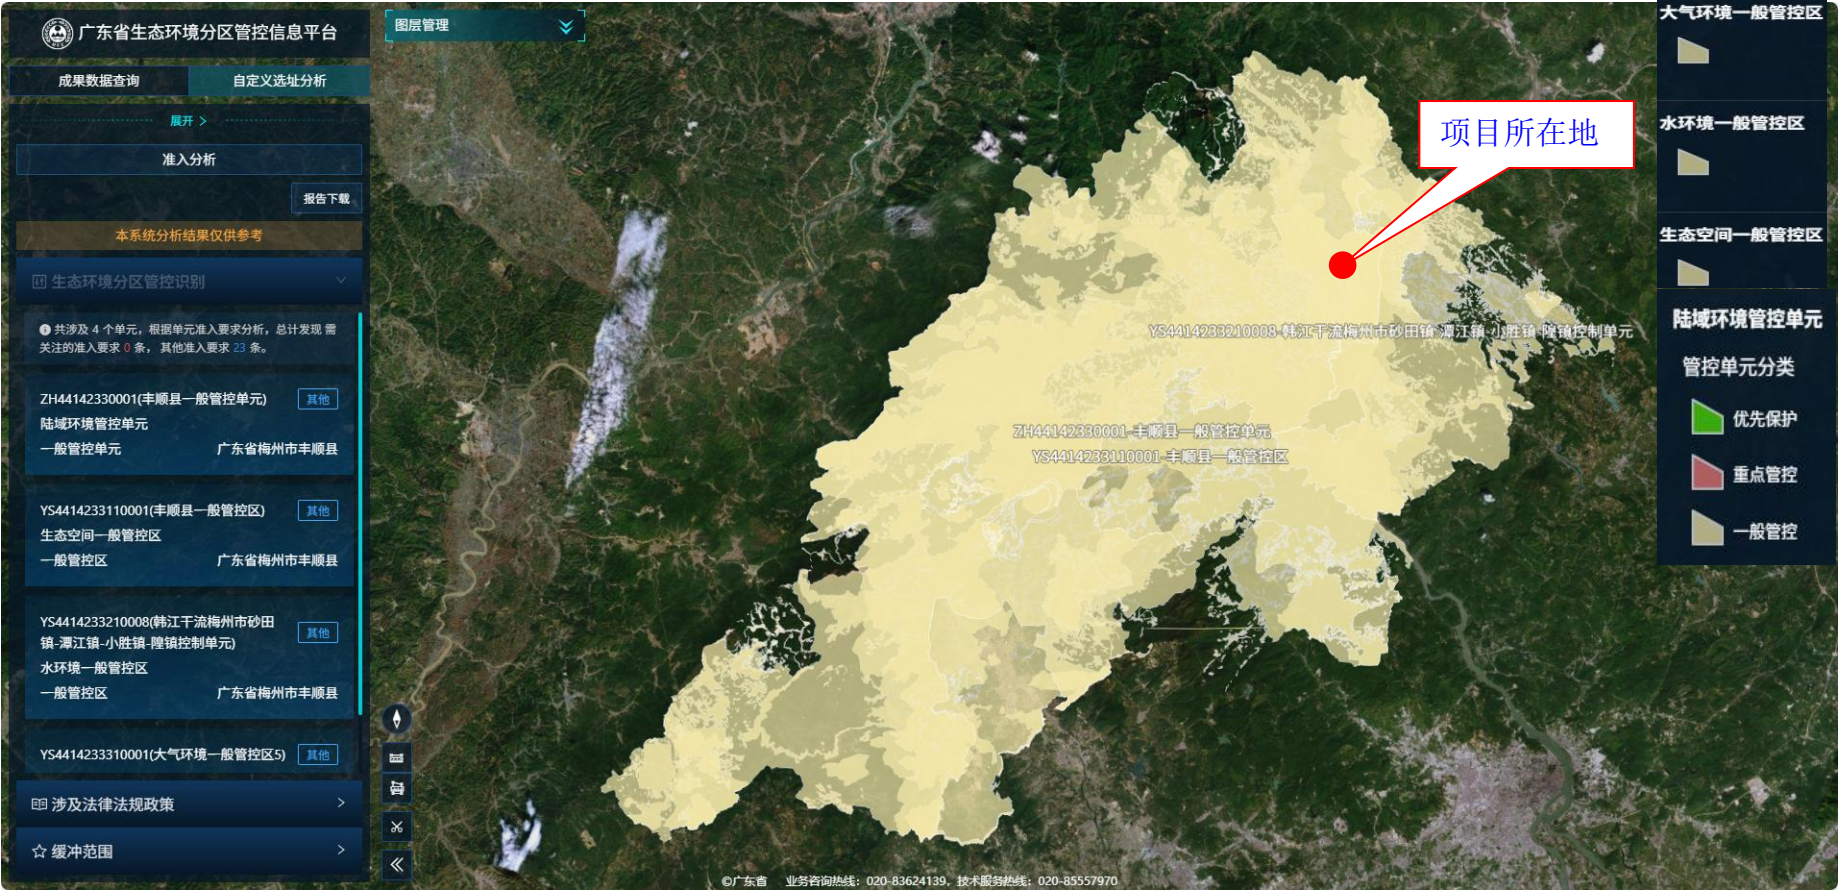 广东省生态环境分区管控信息平台
成果数据查询
自定义选址分析
展开 >
准入分析
报告下载
本系统分析结果仅供参考
生态环境分区管控识别
共涉及 4 个单元，根据单元准入要求分析，总计发现 需
关注的准入要求 0 条， 其他准入要求 23 条。
ZH44142330001(丰顺县一般管控单元)
其他
陆域环境管控单元
一般管控单元
广东省梅州市丰顺县
YS4414233110001(丰顺县一般管控区)
其他
生态空间一般管控区
一般管控区
广东省梅州市丰顺县
YS4414233210008(韩江干流梅州市砂田
镇-潭江镇-小胜镇-隍镇控制单元)
其他
水环境一般管控区
一般管控区
广东省梅州市丰顺县
YS4414233310001(大气环境一般管控区5)
其他
涉及法律法规政策
缓冲范围
图层管理
项目所在地
YS4414233210008-韩江干流梅州市砂田镇-潭江镇-小胜镇-隍镇控制单元
ZH44142330001-丰顺县一般管控单元
YS4414233110001-丰顺县一般管控区
大气环境一般管控区
水环境一般管控区
生态空间一般管控区
陆域环境管控单元
管控单元分类
优先保护
重点管控
一般管控
©广东省 业务咨询热线：020-83624139，技术服务热线：020-85557970